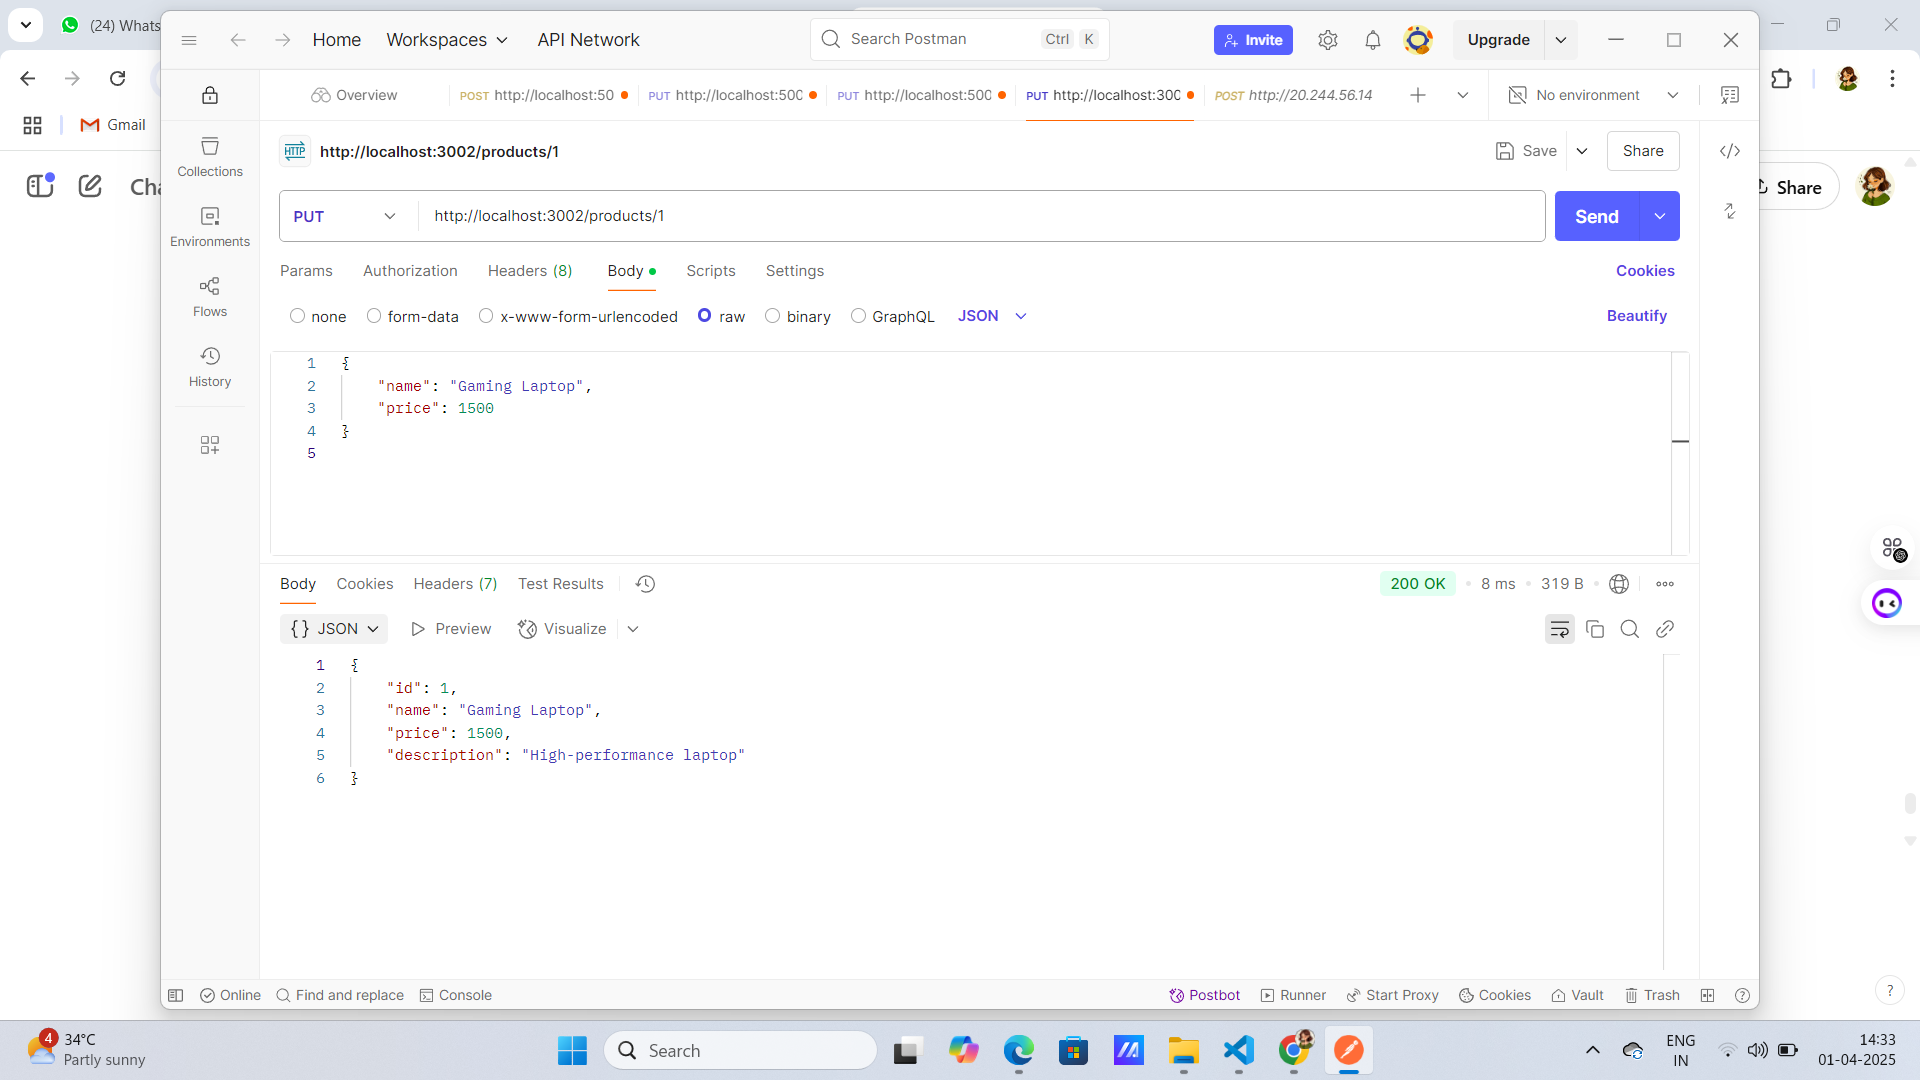 (24) Whats
Home
Workspaces
API Network
Search Postman
Ctrl K
Invite
Upgrade
Overview
POST http://localhost:50
PUT http://localhost:500
PUT http://localhost:500
PUT http://localhost:300
POST http://20.244.56.14
No environment
Gmail
Cha
Share
Collections
Environments
Flows
History
HTTP
http://localhost:3002/products/1
Save
Share
PUT
http://localhost:3002/products/1
Send
Params
Authorization
Headers (8)
Body
Scripts
Settings
Cookies
none
form-data
x-www-form-urlencoded
raw
binary
GraphQL
JSON
Beautify
1 {
2 "name": "Gaming Laptop",
3 "price": 1500
4 }
5
Body
Cookies
Headers (7)
Test Results
200 OK
8 ms
319 B
{} JSON
Preview
Visualize
1 {
2 "id": 1,
3 "name": "Gaming Laptop",
4 "price": 1500,
5 "description": "High-performance laptop"
6 }
Online
Find and replace
Console
Postbot
Runner
Start Proxy
Cookies
Vault
Trash
?
?
4
34°C
Partly sunny
Search
ENG
IN
14:33
01-04-2025